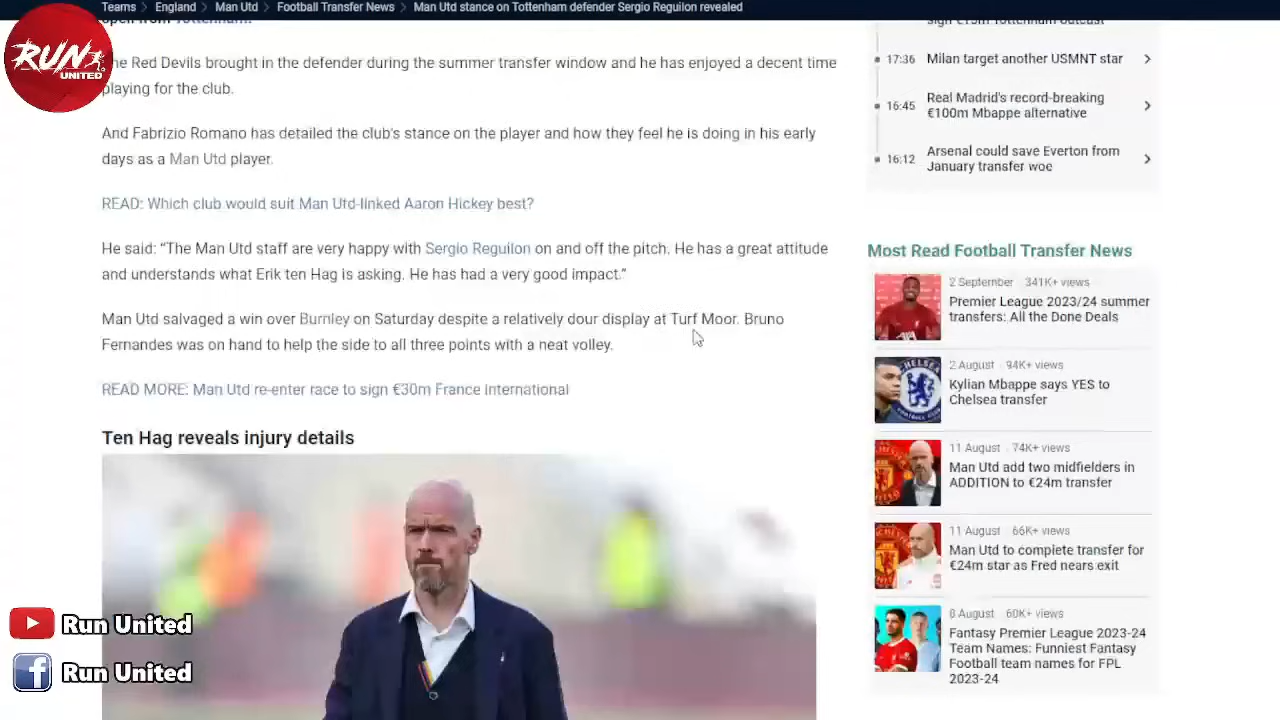 Teams > England > Man Utd > Football Transfer News > Man Utd stance on Tottenham defender Sergio Reguilon revealed
RUN
UNITED
open from Tottenham.
The Red Devils brought in the defender during the summer transfer window and he has enjoyed a decent time
playing for the club.
And Fabrizio Romano has detailed the club's stance on the player and how they feel he is doing in his early
days as a Man Utd player.
READ: Which club would suit Man Utd-linked Aaron Hickey best?
He said: “The Man Utd staff are very happy with Sergio Reguilon on and off the pitch. He has a great attitude
and understands what Erik ten Hag is asking. He has had a very good impact.”
Man Utd salvaged a win over Burnley on Saturday despite a relatively dour display at Turf Moor. Bruno
Fernandes was on hand to help the side to all three points with a neat volley.
READ MORE: Man Utd re-enter race to sign €30m France International
Ten Hag reveals injury details
sign €15m Tottenham outcast
17:36 Milan target another USMNT star
16:45 Real Madrid's record-breaking
€100m Mbappe alternative
16:12 Arsenal could save Everton from
January transfer woe
Most Read Football Transfer News
2 September 341K+ views
Premier League 2023/24 summer
transfers: All the Done Deals
2 August 94K+ views
Kylian Mbappe says YES to
Chelsea transfer
11 August 74K+ views
Man Utd add two midfielders in
ADDITION to €24m transfer
11 August 66K+ views
Man Utd to complete transfer for
€24m star as Fred nears exit
8 August 60K+ views
Fantasy Premier League 2023-24
Team Names: Funniest Fantasy
Football team names for FPL
2023-24
Run United
Run United